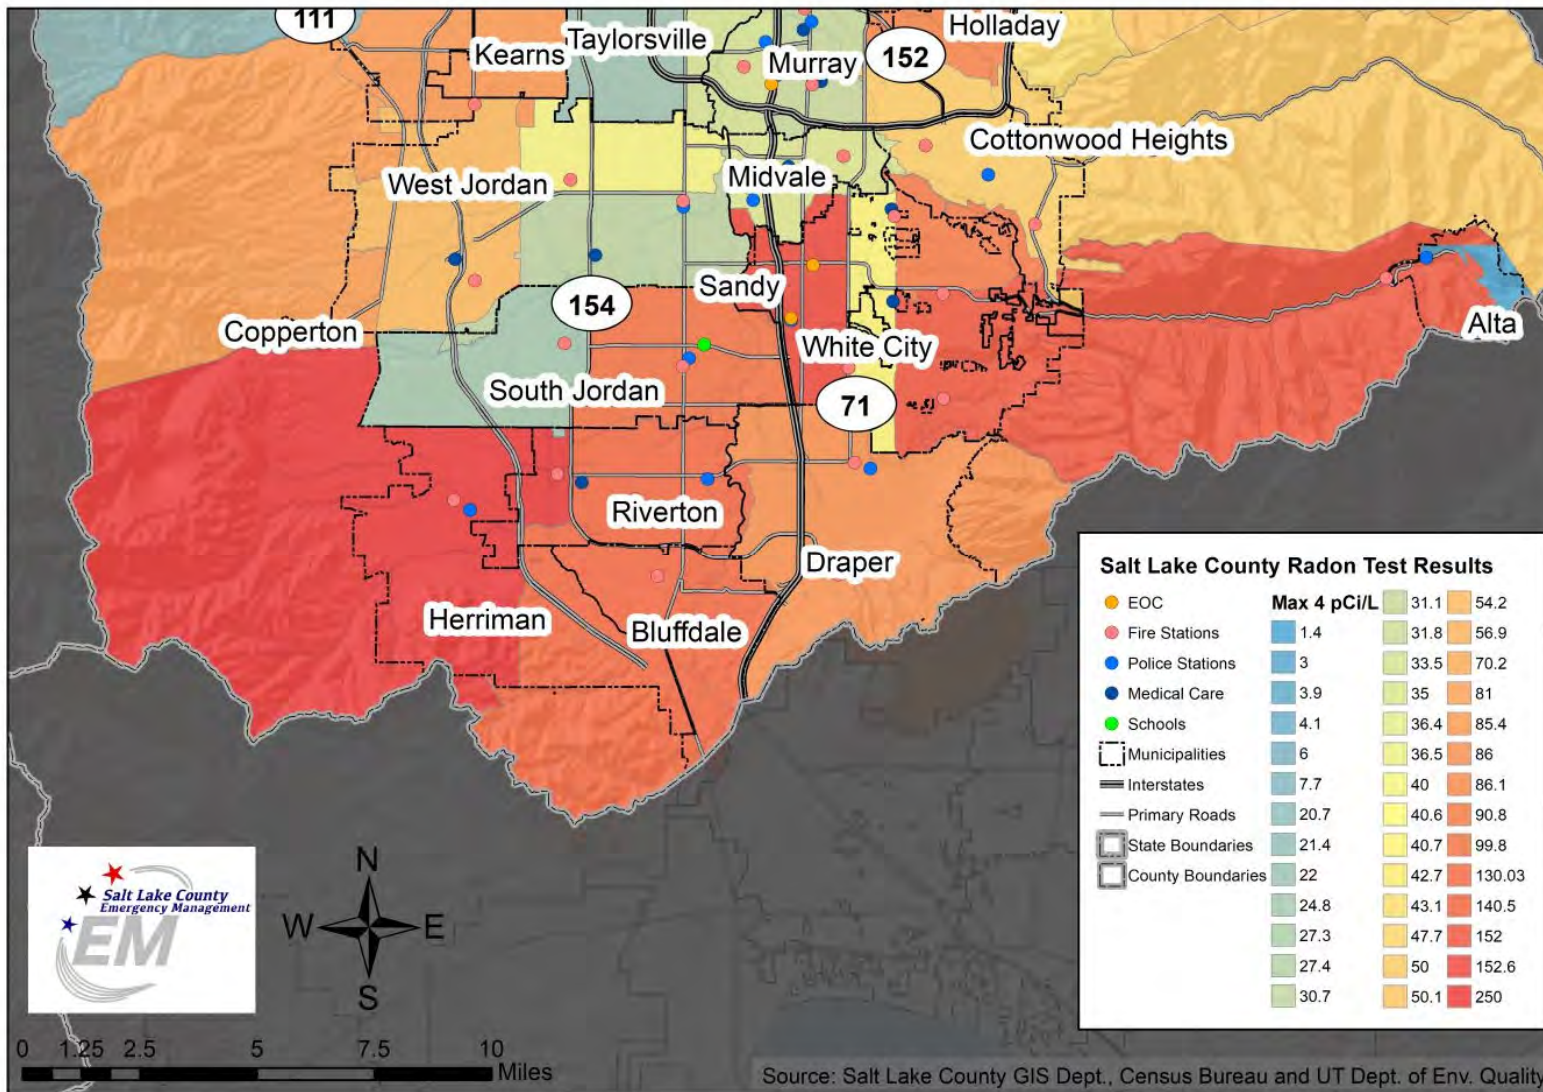 111
Kearns
Taylorsville
Murray
152
Holladay
Cottonwood Heights
West Jordan
Midvale
Sandy
154
Copperton
White City
Alta
South Jordan
71
Riverton
Draper
Herriman
Bluffdale
Salt Lake County Radon Test Results
EOC
Fire Stations
Police Stations
Medical Care
Schools
Municipalities
Interstates
Primary Roads
State Boundaries
County Boundaries
Max 4 pCi/L
1.4
3
3.9
4.1
6
7.7
20.7
21.4
22
24.8
27.3
27.4
30.7
31.1
31.8
33.5
35
36.4
36.5
40
40.6
40.7
42.7
43.1
47.7
50
50.1
54.2
56.9
70.2
81
85.4
86
86.1
90.8
99.8
130.03
140.5
152
152.6
250
Salt Lake County
Emergency Management
EM
N
W E
S
0 1.25 2.5 5 7.5 10
Miles
Source: Salt Lake County GIS Dept., Census Bureau and UT Dept. of Env. Quality